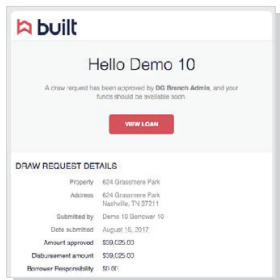 built
Hello Demo 10
A draw request has been approved by DG Branch Admin, and your
funds should be available soon.
VIEW LOAN
DRAW REQUEST DETAILS
Property 624 Grassmere Park
Address 624 Grassmere Park
Nashville, TN 37211
Submitted by Demo 10 Borrower 10
Date submitted August 15, 2017
Amount approved $39,025.00
Disbursement amount $39,025.00
Borrower Responsibility $0.00